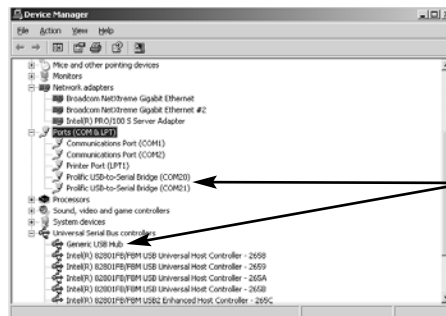 Device Manager
File Action View Help
Mice and other pointing devices
Monitors
Network adapters
Broadcom NetXtreme Gigabit Ethernet
Broadcom NetXtreme Gigabit Ethernet #2
Intel(R) PRO/100 S Server Adapter
Ports (COM & LPT)
Communications Port (COM1)
Communications Port (COM2)
Printer Port (LPT1)
Prolific USB-to-Serial Bridge (COM20)
Prolific USB-to-Serial Bridge (COM21)
Processors
Sound, video and game controllers
System devices
Universal Serial Bus controllers
Generic USB Hub
Intel(R) 82801FB/FBM USB Universal Host Controller - 2658
Intel(R) 82801FB/FBM USB Universal Host Controller - 2659
Intel(R) 82801FB/FBM USB Universal Host Controller - 265A
Intel(R) 82801FB/FBM USB Universal Host Controller - 265B
Intel(R) 82801FB/FBM USB2 Enhanced Host Controller - 265C